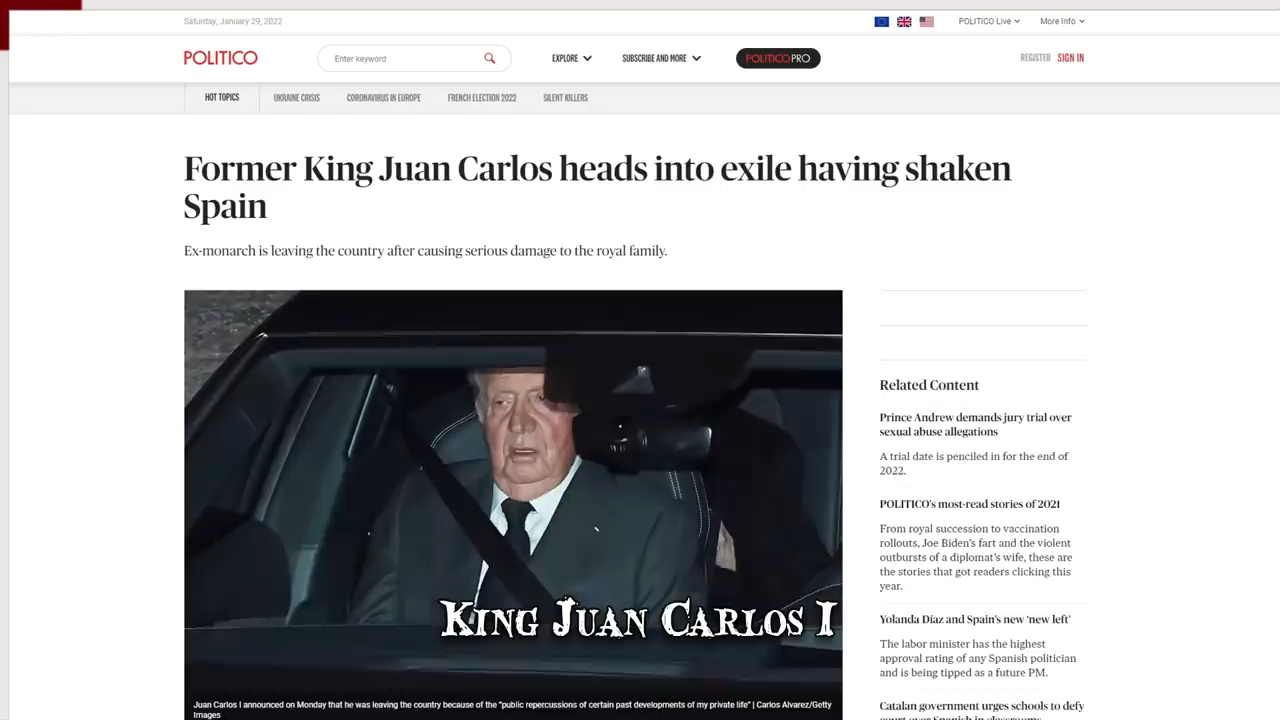 Saturday, January 29, 2022
POLITICO Live
More Info
POLITICO
Enter keyword
EXPLORE
SUBSCRIBE AND MORE
POLITICOPRO
REGISTER SIGN IN
HOT TOPICS
UKRAINE CRISIS
CORONAVIRUS IN EUROPE
FRENCH ELECTION 2022
SILENT KILLERS
Former King Juan Carlos heads into exile having shaken
Spain
Ex-monarch is leaving the country after causing serious damage to the royal family.
KING JUAN CARLOS I
Juan Carlos I announced on Monday that he was leaving the country because of the “public repercussions of certain past developments of my private life” | Carlos Alvarez/Getty
Images
Related Content
Prince Andrew demands jury trial over
sexual abuse allegations
A trial date is penciled in for the end of
2022.
POLITICO’s most-read stories of 2021
From royal succession to vaccination
rollouts, Joe Biden’s fart and the violent
outbursts of a diplomat’s wife, these are
the stories that got readers clicking this
year.
Yolanda Díaz and Spain’s new ‘new left’
The labor minister has the highest
approval rating of any Spanish politician
and is being tipped as a future PM.
Catalan government urges schools to defy
court over Spanish in classrooms